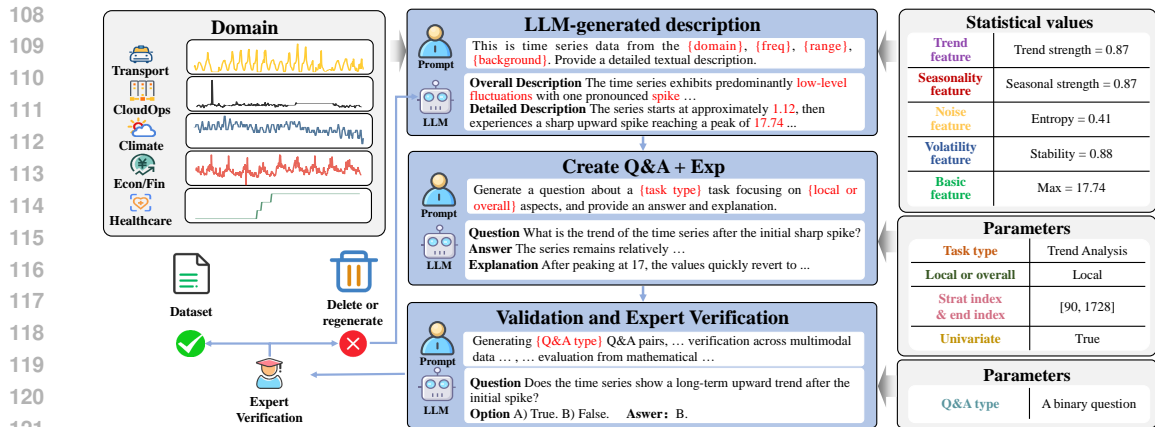 108
109
110
111
112
113
114
115
116
117
118
119
120
Domain
Transport
CloudOps
Climate
Econ/Fin
Healthcare
LLM-generated description
Prompt
This is time series data from the {domain}, {freq}, {range},
{background}. Provide a detailed textual description.
LLM
Overall Description The time series exhibits predominantly low-level
fluctuations with one pronounced spike ...
Detailed Description The series starts at approximately 1.12, then
experiences a sharp upward spike reaching a peak of 17.74 ...
Statistical values
Trend
feature
Trend strength = 0.87
Seasonality
feature
Seasonal strength = 0.87
Noise
feature
Entropy = 0.41
Volatility
feature
Stability = 0.88
Basic
feature
Max = 17.74
Create Q&A + Exp
Prompt
Generate a question about a {task type} task focusing on {local or
overall} aspects, and provide an answer and explanation.
LLM
Question What is the trend of the time series after the initial sharp spike?
Answer The series remains relatively ...
Explanation After peaking at 17, the values quickly revert to ...
Parameters
Task type
Trend Analysis
Local or overall
Local
Strat index
& end index
[90, 1728]
Univariate
True
Dataset
Delete or
regenerate
Expert
Verification
Validation and Expert Verification
Prompt
Generating {Q&A type} Q&A pairs, ... verification across multimodal
data ... , ... evaluation from mathematical ...
LLM
Question Does the time series show a long-term upward trend after the
initial spike?
Option A) True. B) False. Aswer: B.
Parameters
Q&A type
A binary question